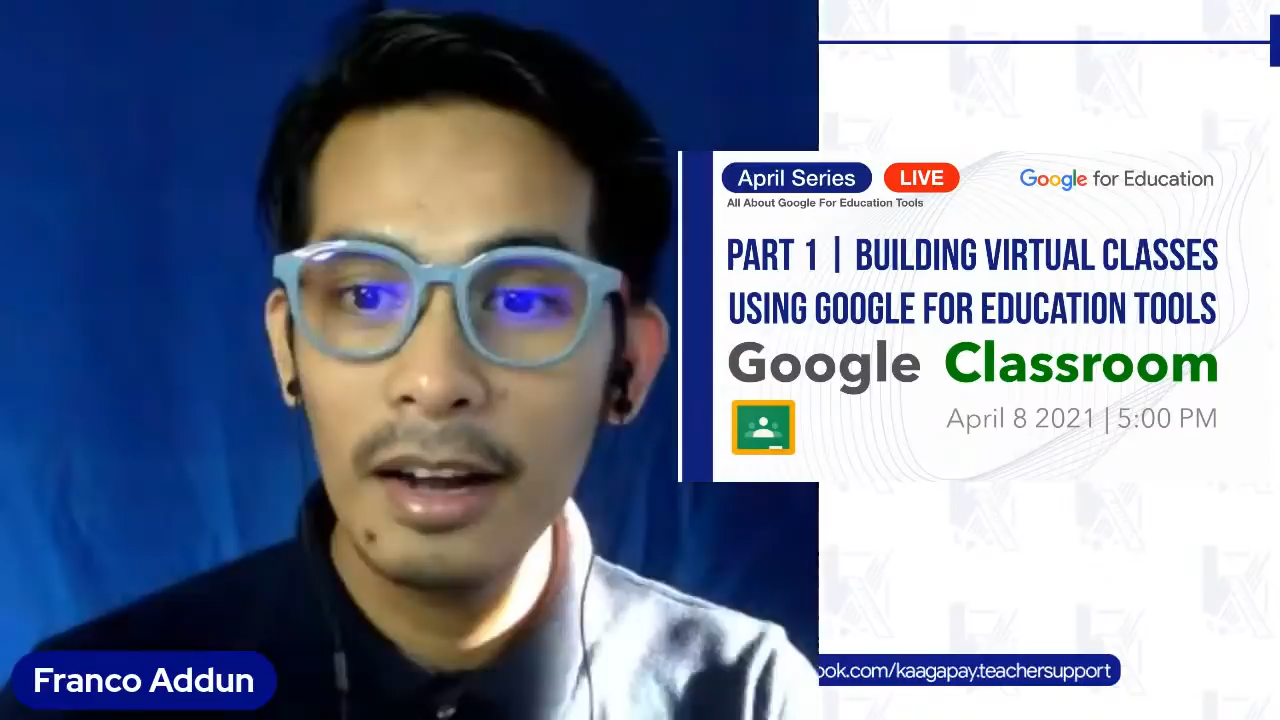 April Series
LIVE
Google for Education
All About Google For Education Tools
PART 1 | BUILDING VIRTUAL CLASSES
USING GOOGLE FOR EDUCATION TOOLS
Google Classroom
April 8 2021 | 5:00 PM
Franco Addun
ook.com/kaagapay.teachersupport